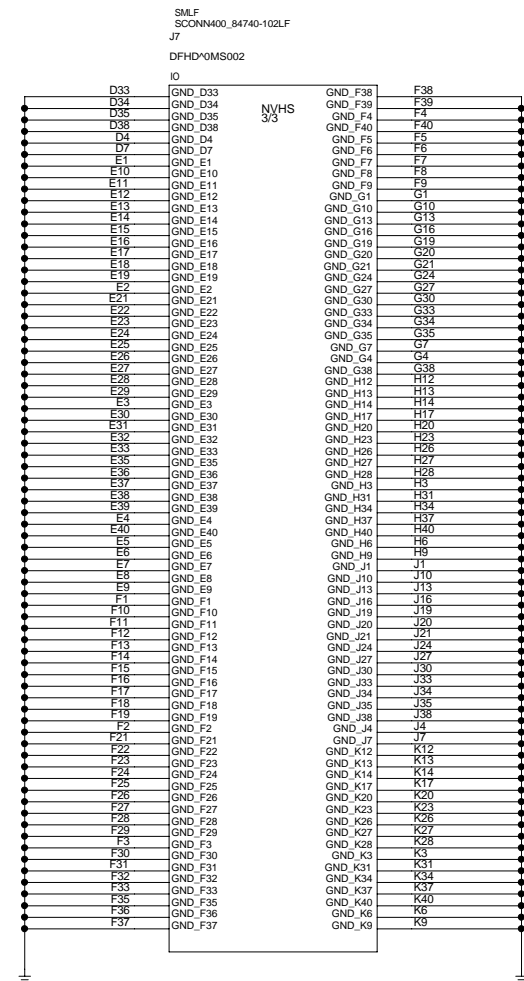 SMLF
SCONN400_84740-102LF
J7
DFHD^0MS002
IO
NVHS
3/3
D33 GND_D33 GND_F38 F38
D34 GND_D34 GND_F39 F39
D35 GND_D35 GND_F4 F4
D38 GND_D38 GND_F40 F40
D4 GND_D4 GND_F5 F5
D7 GND_D7 GND_F6 F6
E1 GND_E1 GND_F7 F7
E10 GND_E10 GND_F8 F8
E11 GND_E11 GND_F9 F9
E12 GND_E12 GND_G1 G1
E13 GND_E13 GND_G10 G10
E14 GND_E14 GND_G13 G13
E15 GND_E15 GND_G16 G16
E16 GND_E16 GND_G19 G19
E17 GND_E17 GND_G20 G20
E18 GND_E18 GND_G21 G21
E19 GND_E19 GND_G24 G24
E2 GND_E2 GND_G27 G27
E21 GND_E21 GND_G30 G30
E22 GND_E22 GND_G33 G33
E23 GND_E23 GND_G34 G34
E24 GND_E24 GND_G35 G35
E25 GND_E25 GND_G7 G7
E26 GND_E26 GND_G4 G4
E27 GND_E27 GND_G38 G38
E28 GND_E28 GND_H12 H12
E29 GND_E29 GND_H13 H13
E3 GND_E3 GND_H14 H14
E30 GND_E30 GND_H17 H17
E31 GND_E31 GND_H20 H20
E32 GND_E32 GND_H23 H23
E33 GND_E33 GND_H26 H26
E35 GND_E35 GND_H27 H27
E36 GND_E36 GND_H28 H28
E37 GND_E37 GND_H3 H3
E38 GND_E38 GND_H31 H31
E39 GND_E39 GND_H34 H34
E4 GND_E4 GND_H37 H37
E40 GND_E40 GND_H40 H40
E5 GND_E5 GND_H6 H6
E6 GND_E6 GND_H9 H9
E7 GND_E7 GND_J1 J1
E8 GND_E8 GND_J10 J10
E9 GND_E9 GND_J13 J13
F1 GND_F1 GND_J16 J16
F10 GND_F10 GND_J19 J19
F11 GND_F11 GND_J20 J20
F12 GND_F12 GND_J21 J21
F13 GND_F13 GND_J24 J24
F14 GND_F14 GND_J27 J27
F15 GND_F15 GND_J30 J30
F16 GND_F16 GND_J33 J33
F17 GND_F17 GND_J34 J34
F18 GND_F18 GND_J35 J35
F19 GND_F19 GND_J38 J38
F2 GND_F2 GND_J4 J4
F21 GND_F21 GND_J7 J7
F22 GND_F22 GND_K12 K12
F23 GND_F23 GND_K13 K13
F24 GND_F24 GND_K14 K14
F25 GND_F25 GND_K17 K17
F26 GND_F26 GND_K20 K20
F27 GND_F27 GND_K23 K23
F28 GND_F28 GND_K26 K26
F29 GND_F29 GND_K27 K27
F3 GND_F3 GND_K28 K28
F30 GND_F30 GND_K3 K3
F31 GND_F31 GND_K31 K31
F32 GND_F32 GND_K34 K34
F33 GND_F33 GND_K37 K37
F35 GND_F35 GND_K40 K40
F36 GND_F36 GND_K6 K6
F37 GND_F37 GND_K9 K9